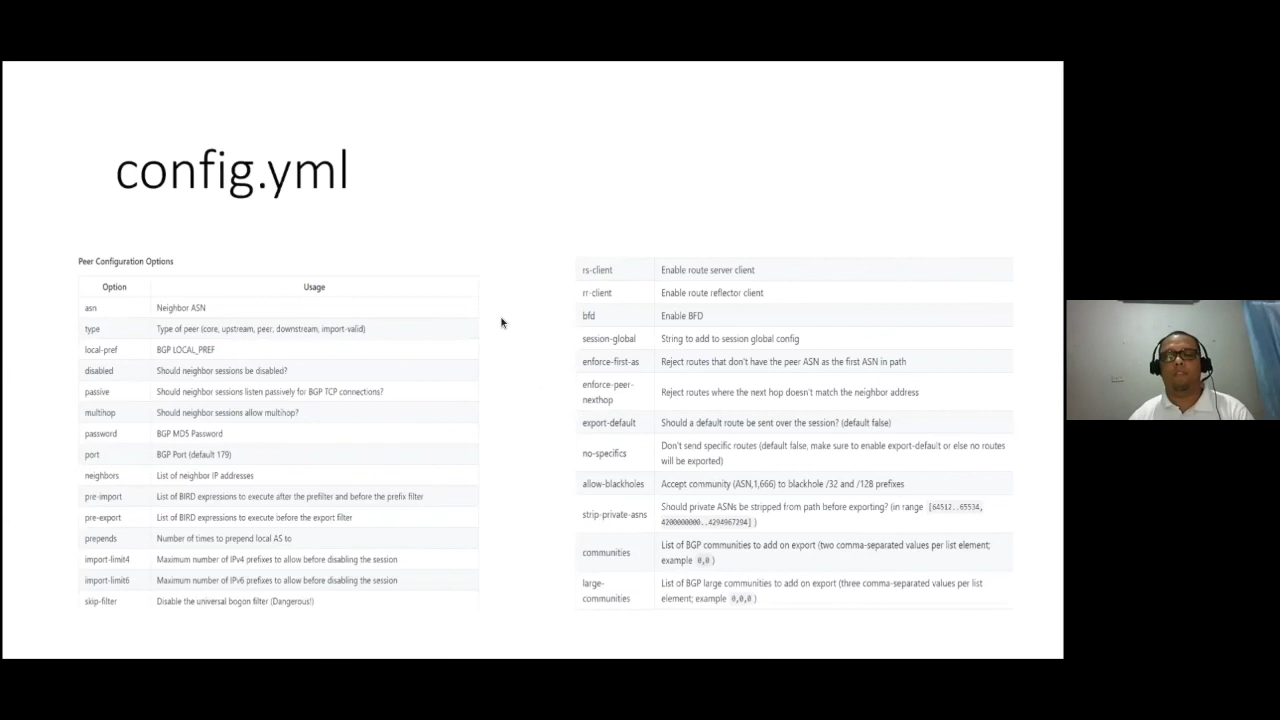 config.yml
Peer Configuration Options
Option Usage
asn Neighbor ASN
type Type of peer (core, upstream, peer, downstream, import-valid)
local-pref BGP LOCAL_PREF
disabled Should neighbor sessions be disabled?
passive Should neighbor sessions listen passively for BGP TCP connections?
multihop Should neighbor sessions allow multihop?
password BGP MD5 Password
port BGP Port (default 179)
neighbors List of neighbor IP addresses
pre-import List of BIRD expressions to execute after the prefilter and before the prefix filter
pre-export List of BIRD expressions to execute before the export filter
prepends Number of times to prepend local AS to
import-limit4 Maximum number of IPv4 prefixes to allow before disabling the session
import-limit6 Maximum number of IPv6 prefixes to allow before disabling the session
skip-filter Disable the universal bogon filter (Dangerous!)
rs-client Enable route server client
rr-client Enable route reflector client
bfd Enable BFD
session-global String to add to session global config
enforce-first-as Reject routes that don't have the peer ASN as the first ASN in path
enforce-peer-
nexthop Reject routes where the next hop doesn't match the neighbor address
export-default Should a default route be sent over the session? (default false)
no-specifics Don't send specific routes (default false, make sure to enable export-default or else no routes
will be exported)
allow-blackholes Accept community (ASN,1,666) to blackhole /32 and /128 prefixes
strip-private-asns Should private ASNs be stripped from path before exporting? (in range [64512..65534,
4200000000..4294967294] )
communities List of BGP communities to add on export (two comma-separated values per list element;
example 0,0 )
large-
communities List of BGP large communities to add on export (three comma-separated values per list
element; example 0,0,0 )